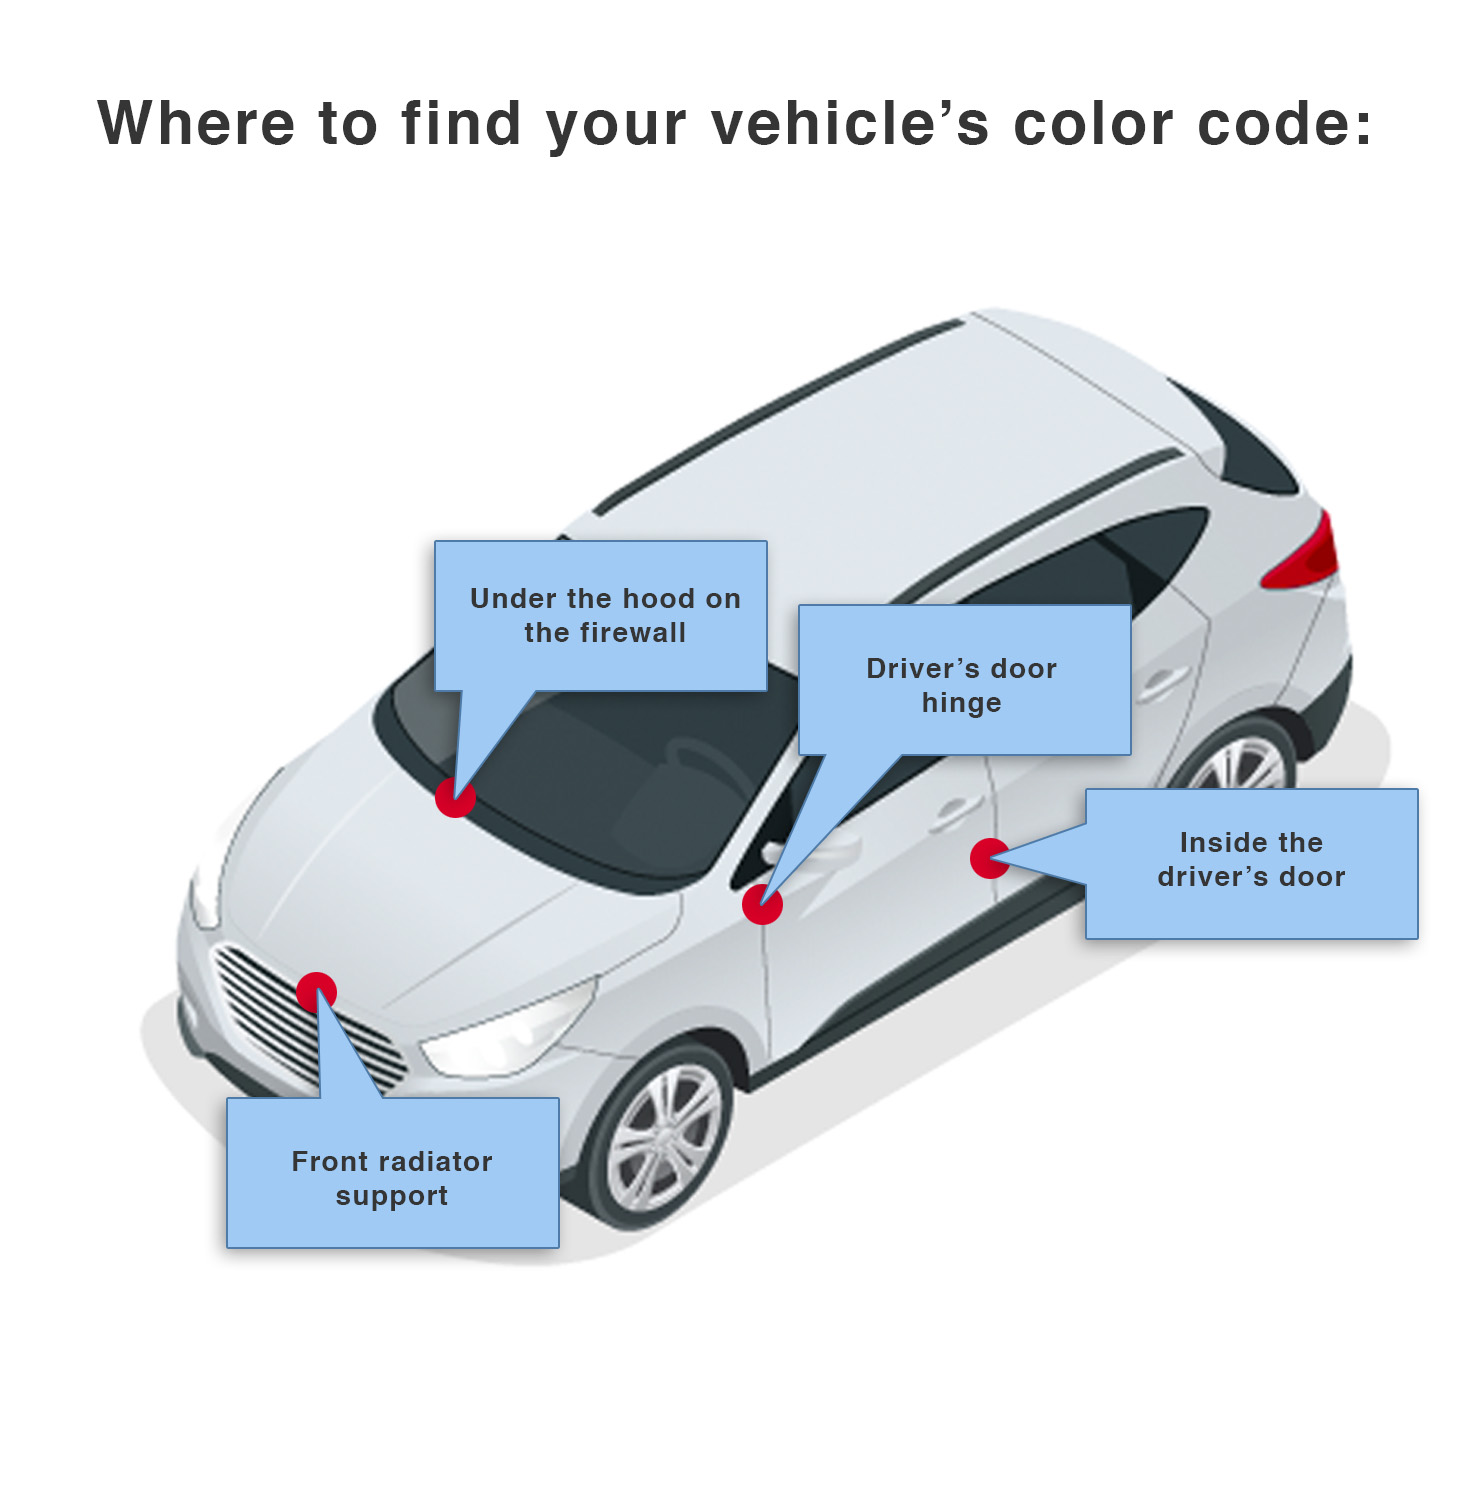 Where to find your vehicle’s color code:
Under the hood on
the firewall
Driver’s door
hinge
Inside the
driver’s door
Front radiator
support